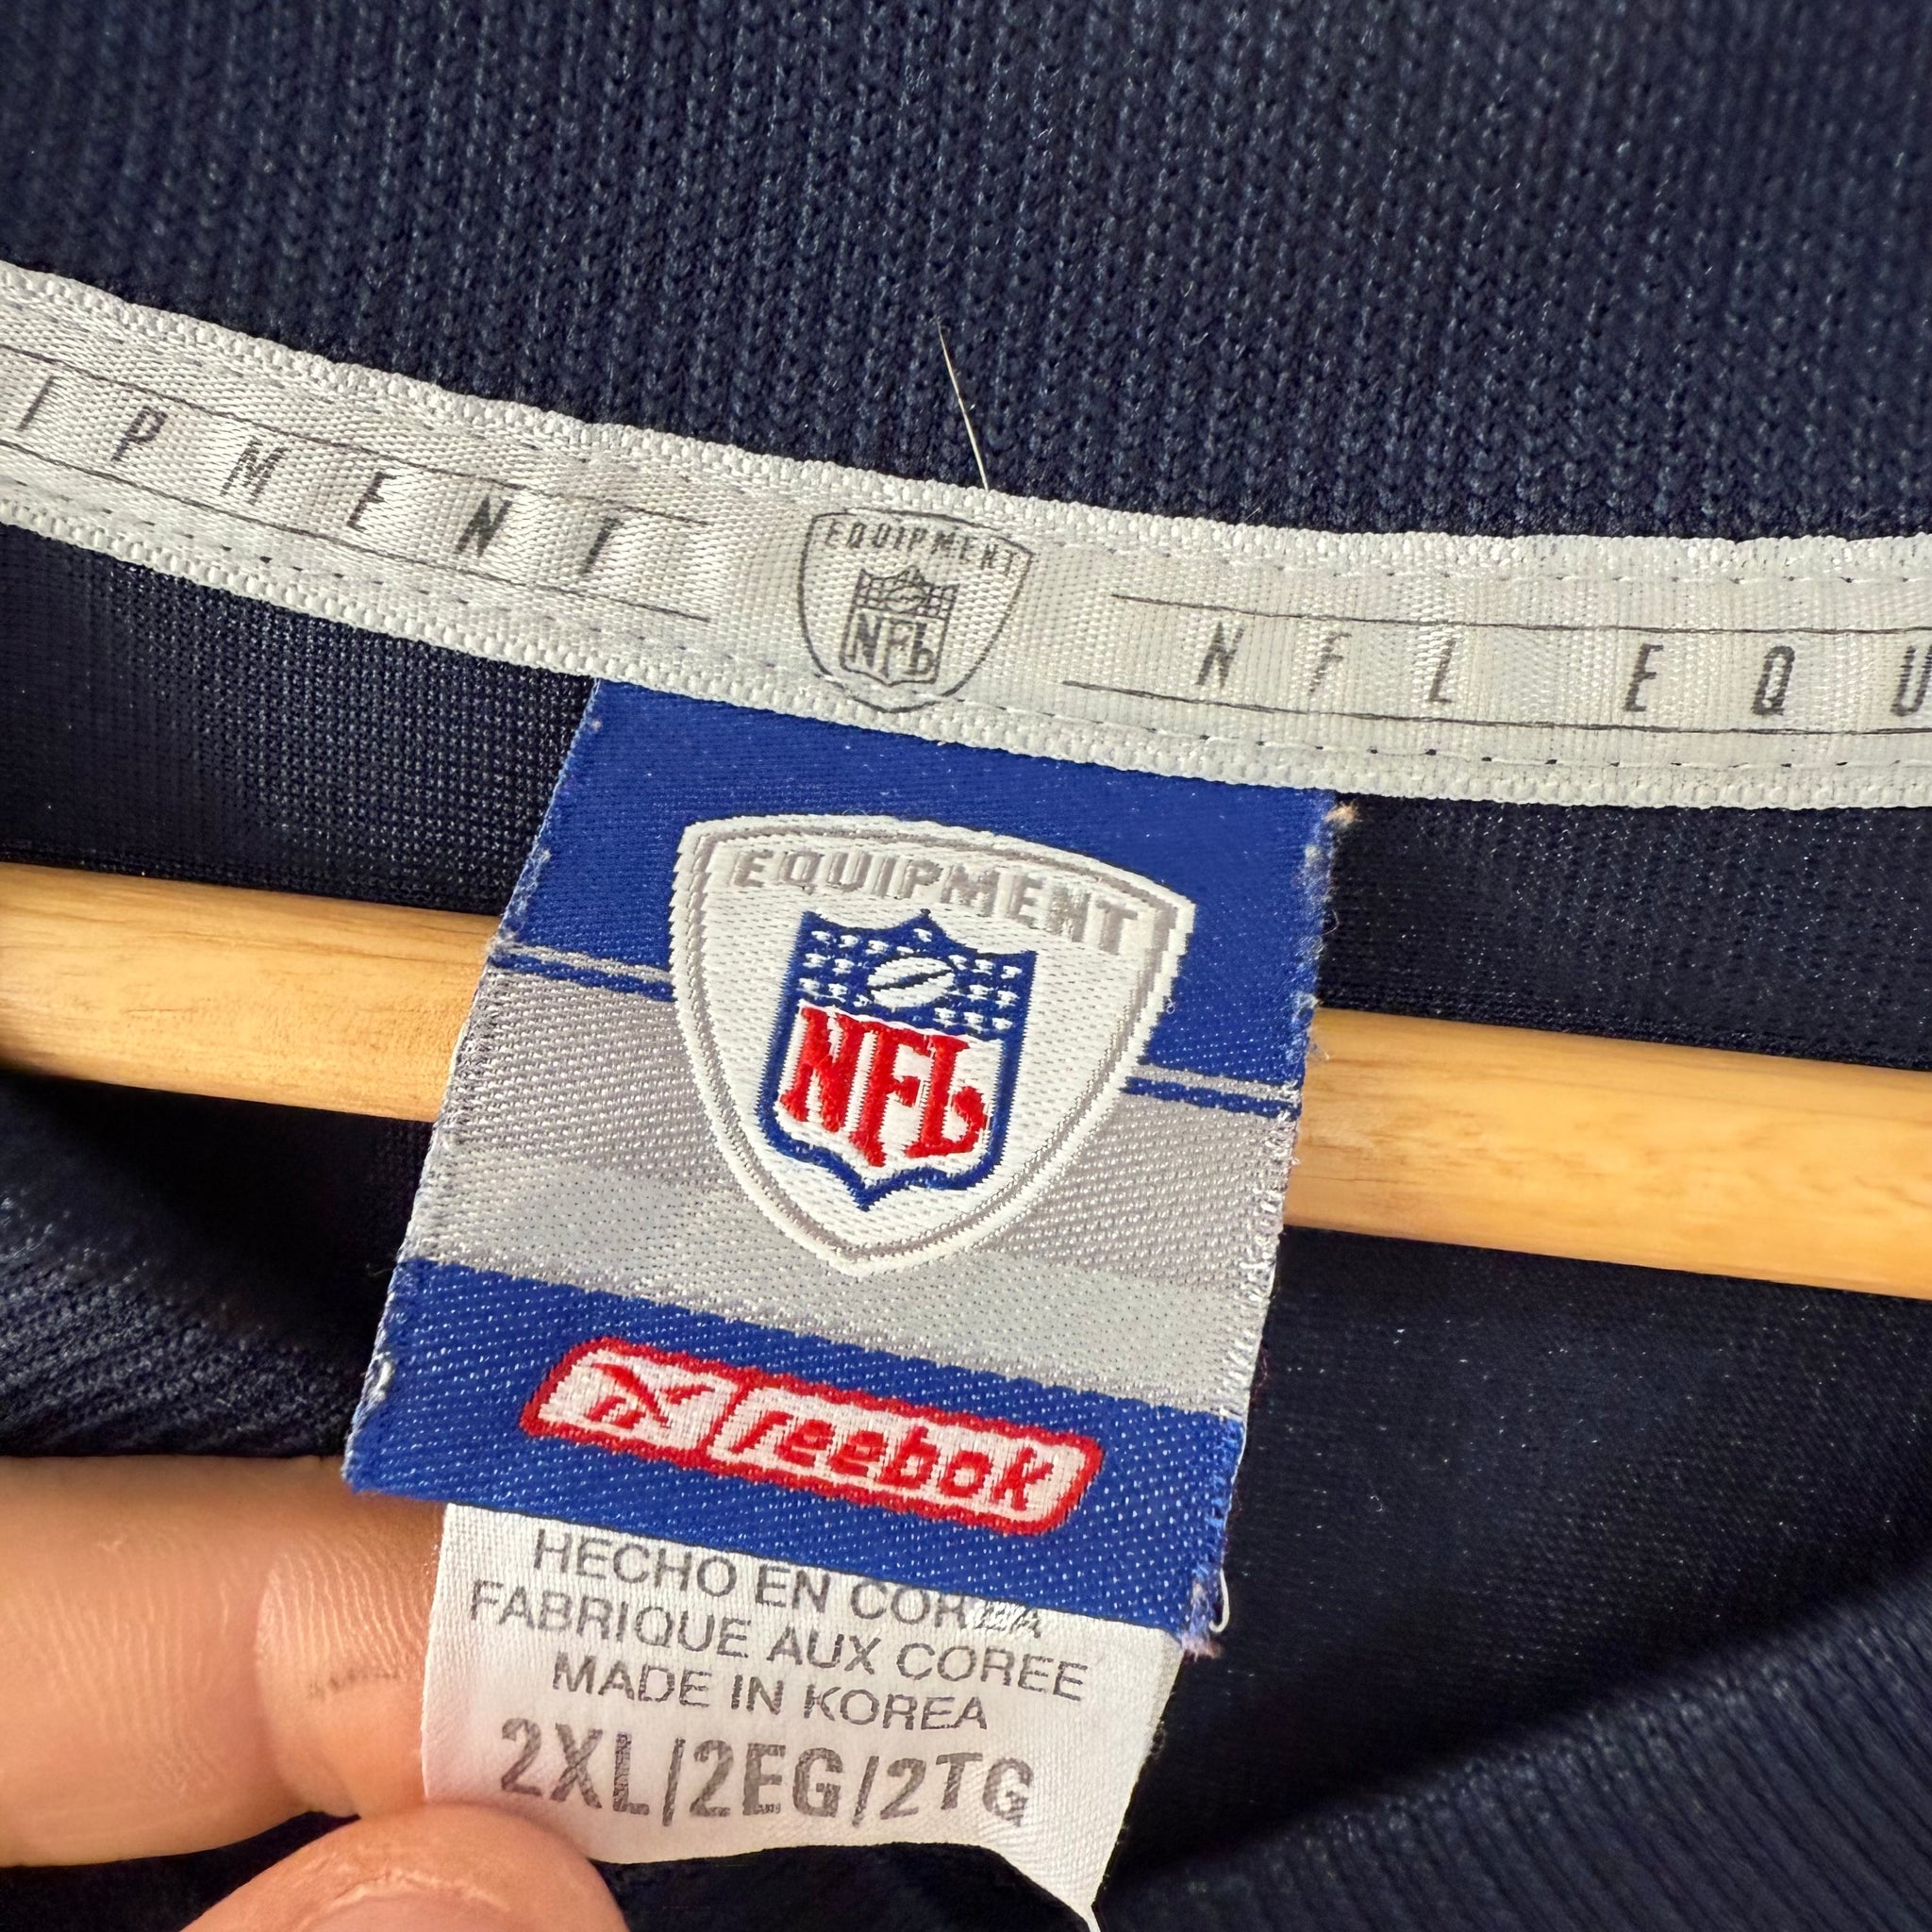 IPMENT
EQUIPMENT
NFL
NFL EQU
EQUIPMENT
NFL
reebok
HECHO EN COREA
FABRIQUE AUX COREE
MADE IN KOREA
2XL/2EG/2TG